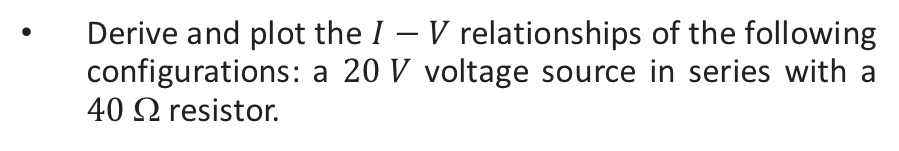 • Derive and plot the I − V relationships of the following
configurations: a 20 V voltage source in series with a
40 Ω resistor.